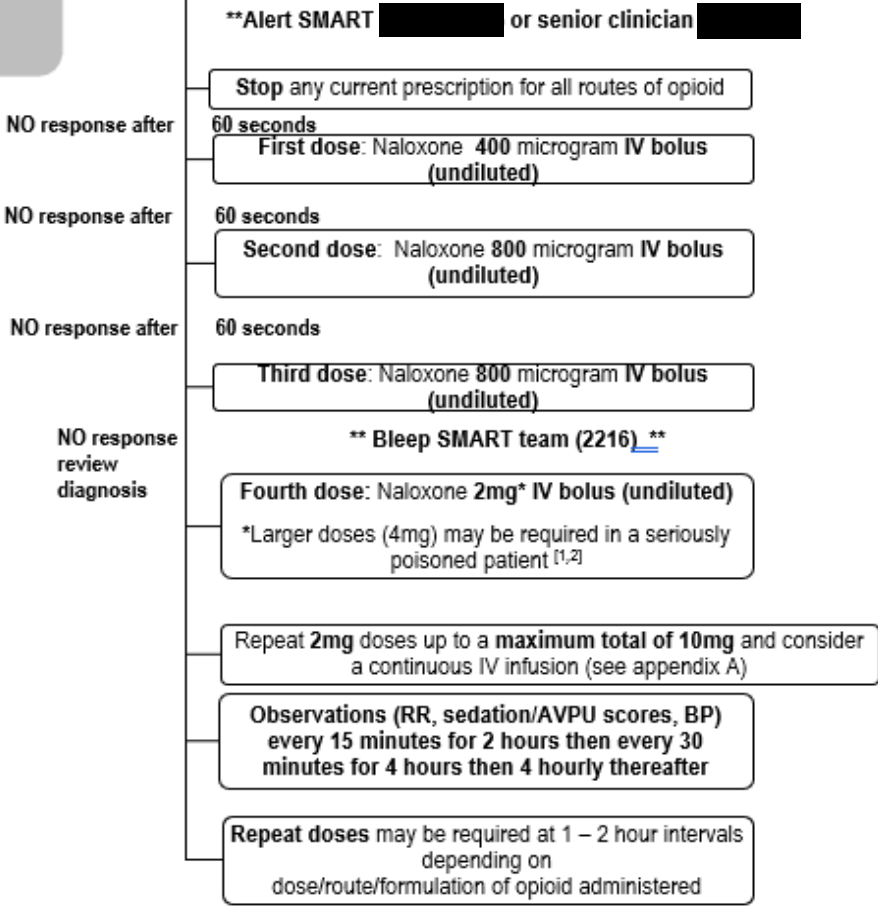 **Alert SMART or senior clinician
Stop any current prescription for all routes of opioid
NO response after 60 seconds
First dose: Naloxone 400 microgram IV bolus
(undiluted)
NO response after 60 seconds
Second dose: Naloxone 800 microgram IV bolus
(undiluted)
NO response after 60 seconds
Third dose: Naloxone 800 microgram IV bolus
(undiluted)
NO response
review
diagnosis
** Bleep SMART team (2216) **
Fourth dose: Naloxone 2mg* IV bolus (undiluted)
*Larger doses (4mg) may be required in a seriously
poisoned patient [1,2]
Repeat 2mg doses up to a maximum total of 10mg and consider
a continuous IV infusion (see appendix A)
Observations (RR, sedation/AVPU scores, BP)
every 15 minutes for 2 hours then every 30
minutes for 4 hours then 4 hourly thereafter
Repeat doses may be required at 1 – 2 hour intervals
depending on
dose/route/formulation of opioid administered